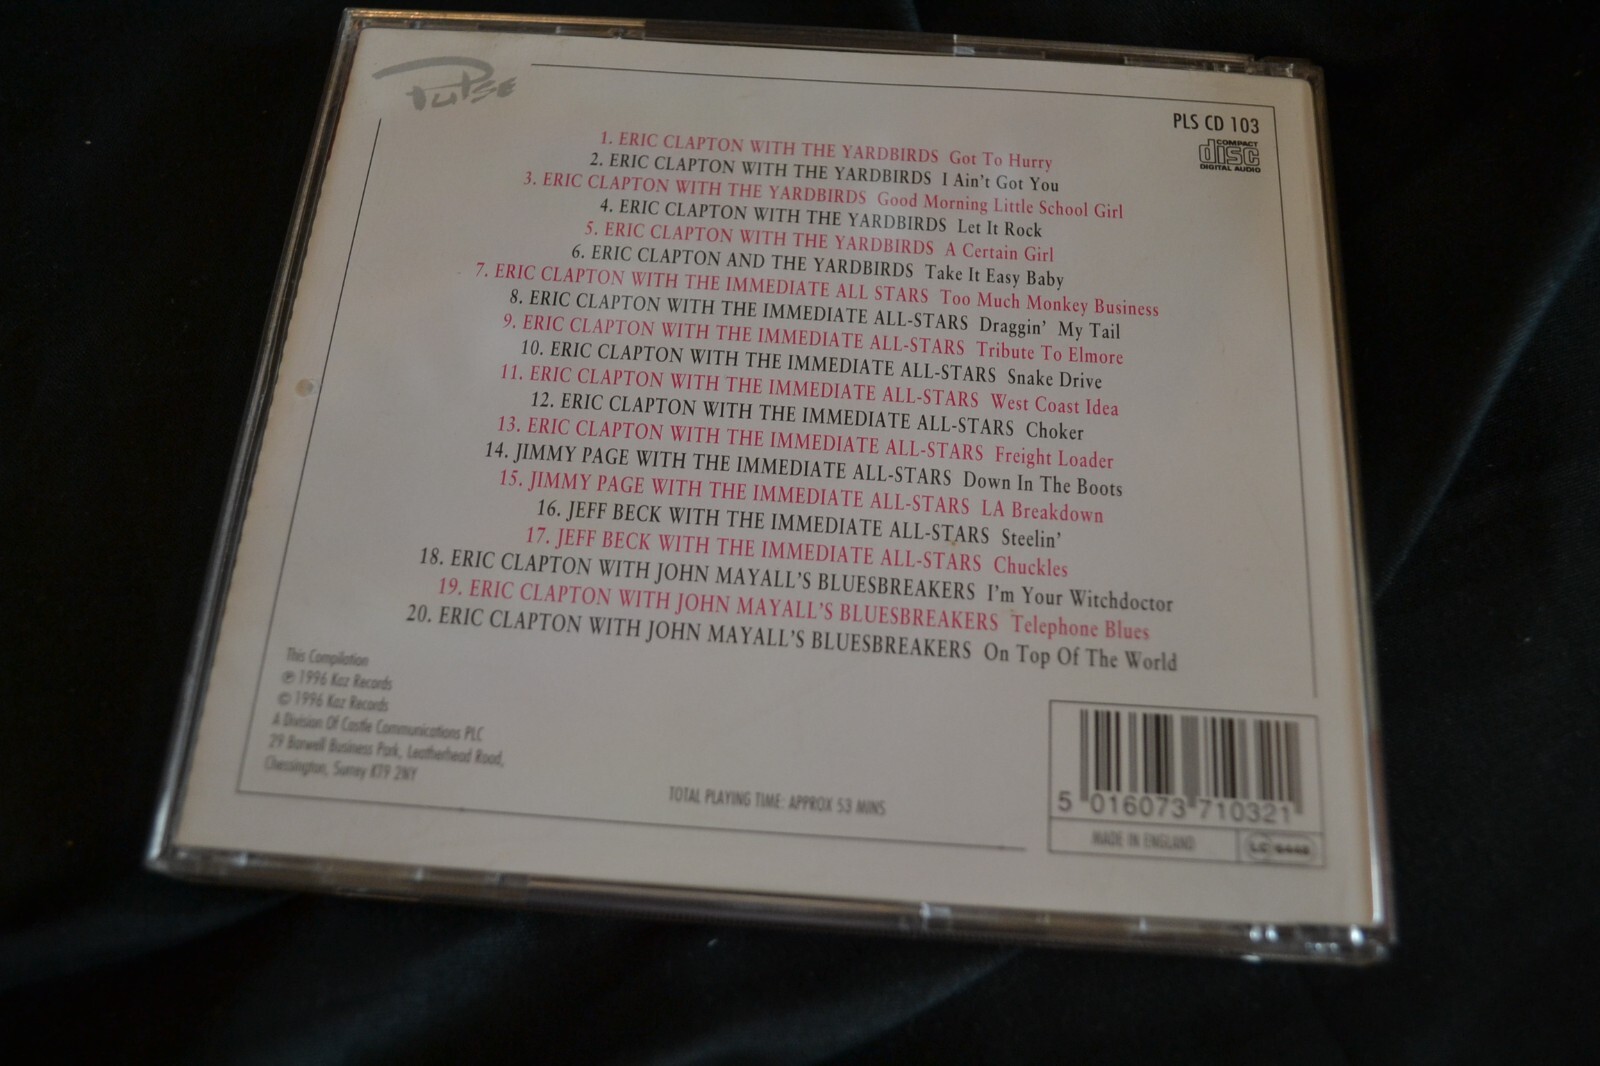 PuPse
PLS CD 103
COMPACT
disc
DIGITAL AUDIO
1. ERIC CLAPTON WITH THE YARDBIRDS Got To Hurry
2. ERIC CLAPTON WITH THE YARDBIRDS I Ain't Got You
3. ERIC CLAPTON WITH THE YARDBIRDS Good Morning Little School Girl
4. ERIC CLAPTON WITH THE YARDBIRDS Let It Rock
5. ERIC CLAPTON WITH THE YARDBIRDS A Certain Girl
6. ERIC CLAPTON AND THE YARDBIRDS Take It Easy Baby
7. ERIC CLAPTON WITH THE IMMEDIATE ALL STARS Too Much Monkey Business
8. ERIC CLAPTON WITH THE IMMEDIATE ALL-STARS Draggin' My Tail
9. ERIC CLAPTON WITH THE IMMEDIATE ALL-STARS Tribute To Elmore
10. ERIC CLAPTON WITH THE IMMEDIATE ALL-STARS Snake Drive
11. ERIC CLAPTON WITH THE IMMEDIATE ALL-STARS West Coast Idea
12. ERIC CLAPTON WITH THE IMMEDIATE ALL-STARS Choker
13. ERIC CLAPTON WITH THE IMMEDIATE ALL-STARS Freight Loader
14. JIMMY PAGE WITH THE IMMEDIATE ALL-STARS Down In The Boots
15. JIMMY PAGE WITH THE IMMEDIATE ALL-STARS LA Breakdown
16. JEFF BECK WITH THE IMMEDIATE ALL-STARS Steelin'
17. JEFF BECK WITH THE IMMEDIATE ALL-STARS Chuckles
18. ERIC CLAPTON WITH JOHN MAYALL'S BLUESBREAKERS I'm Your Witchdoctor
19. ERIC CLAPTON WITH JOHN MAYALL'S BLUESBREAKERS Telephone Blues
20. ERIC CLAPTON WITH JOHN MAYALL'S BLUESBREAKERS On Top Of The World
This Compilation
℗ 1996 Kaz Records
© 1996 Kaz Records
A Division Of Castle Communications PLC
29 Barwell Business Park, Leatherhead Road,
Chessington, Surrey KT9 2NY
TOTAL PLAYING TIME: APPROX 53 MINS
5 016073 710321
MADE IN ENGLAND
LC